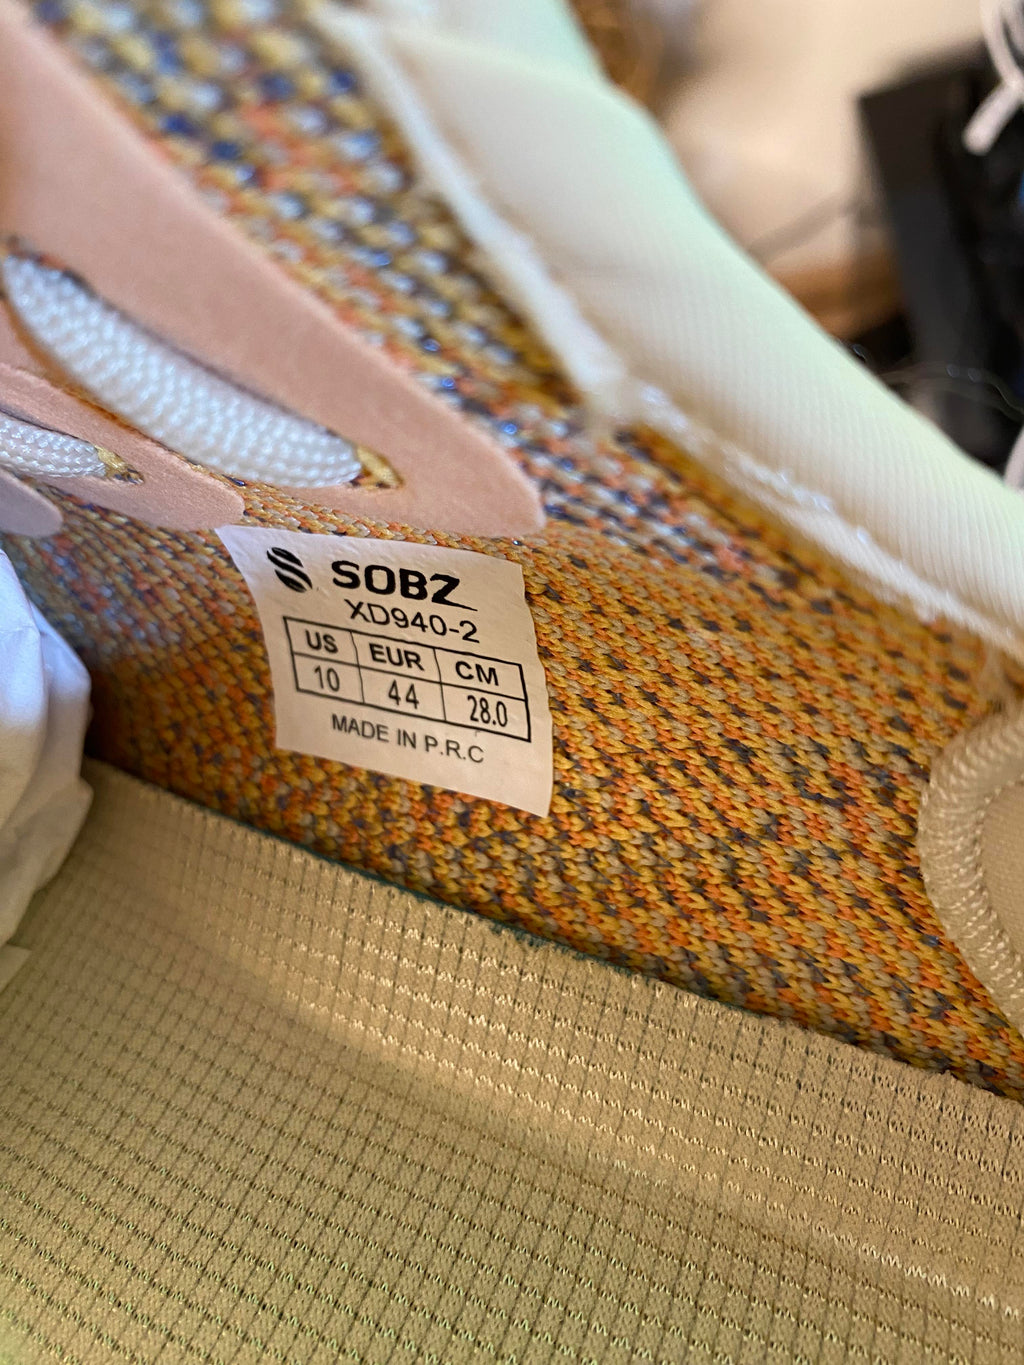 SOBZ
XD940-2
US EUR CM
10 44 28.0
MADE IN P.R.C